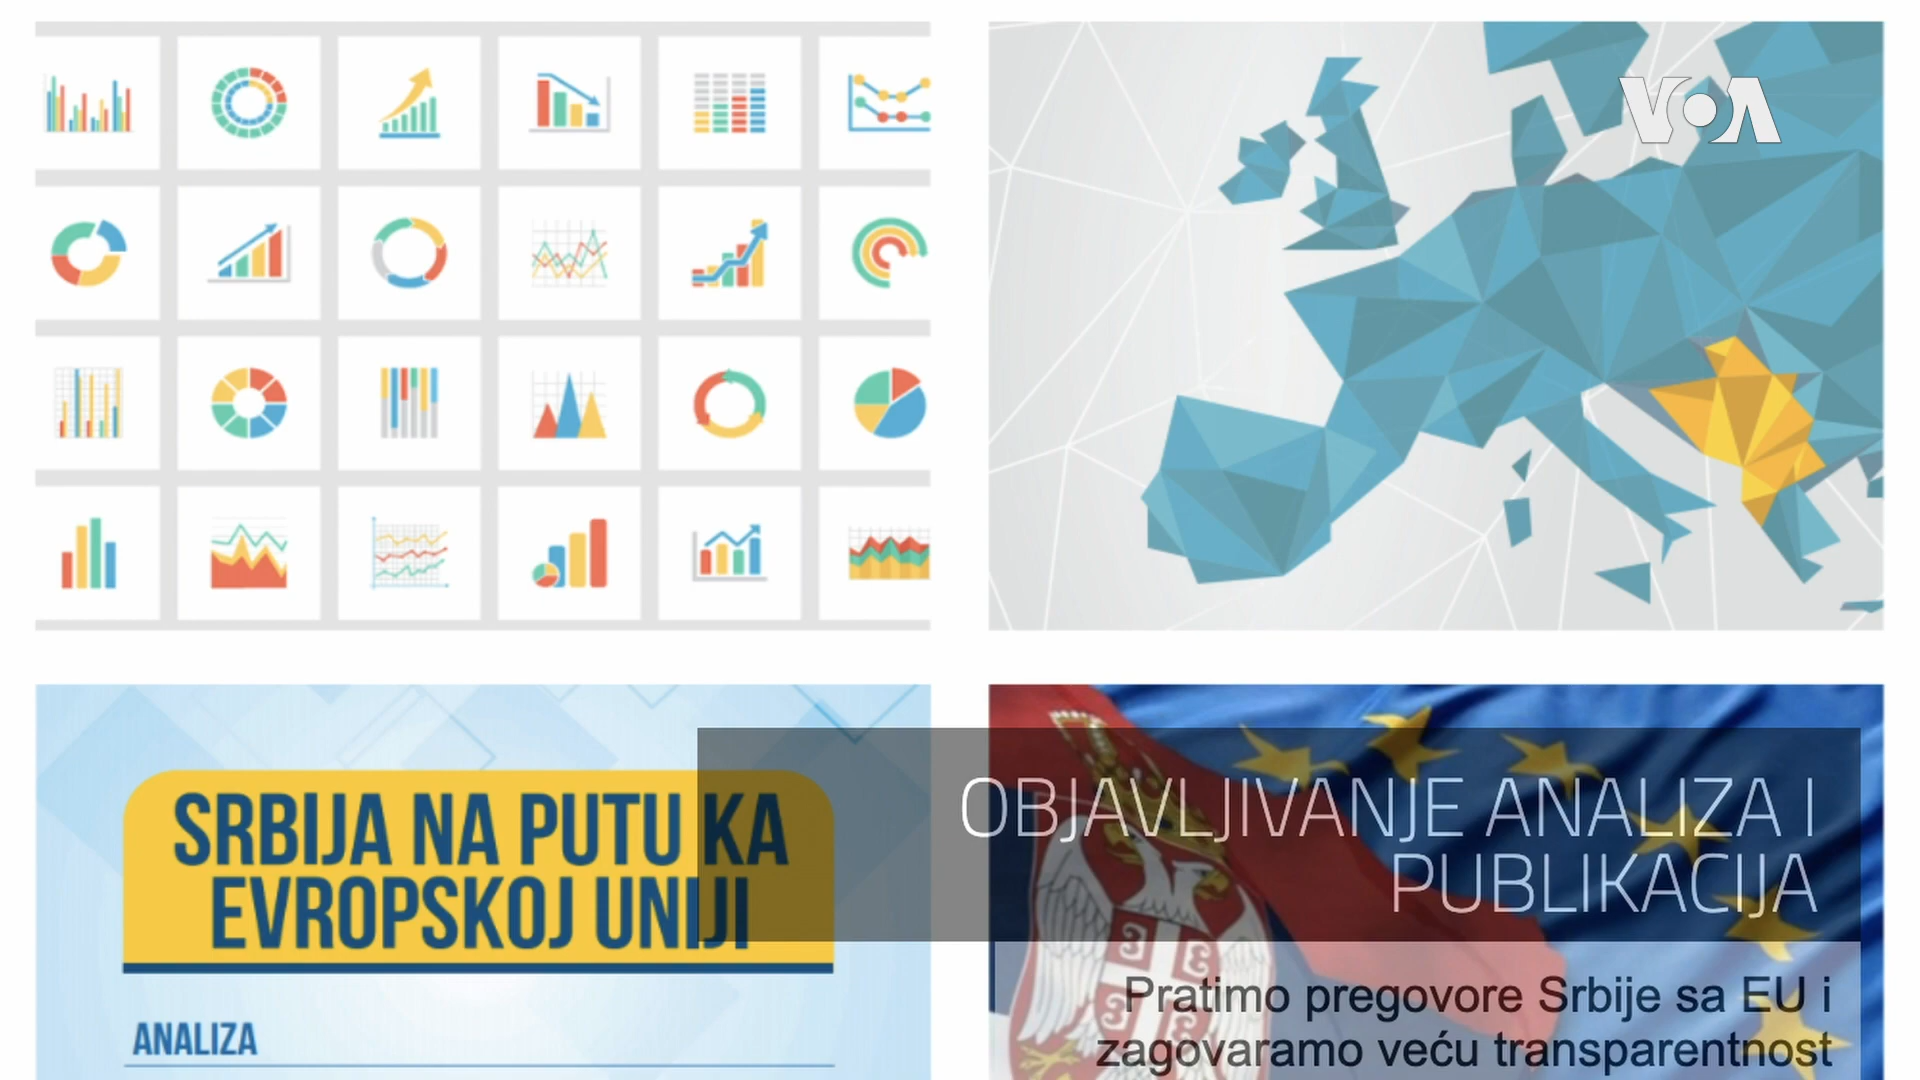 VOA
SRBIJA NA PUTU KA
EVROPSKOJ UNIJI
ANALIZA
OBJAVLJIVANJE ANALIZA I
PUBLIKACIJA
Pratimo pregovore Srbije sa EU i
zagovaramo veću transparentnost